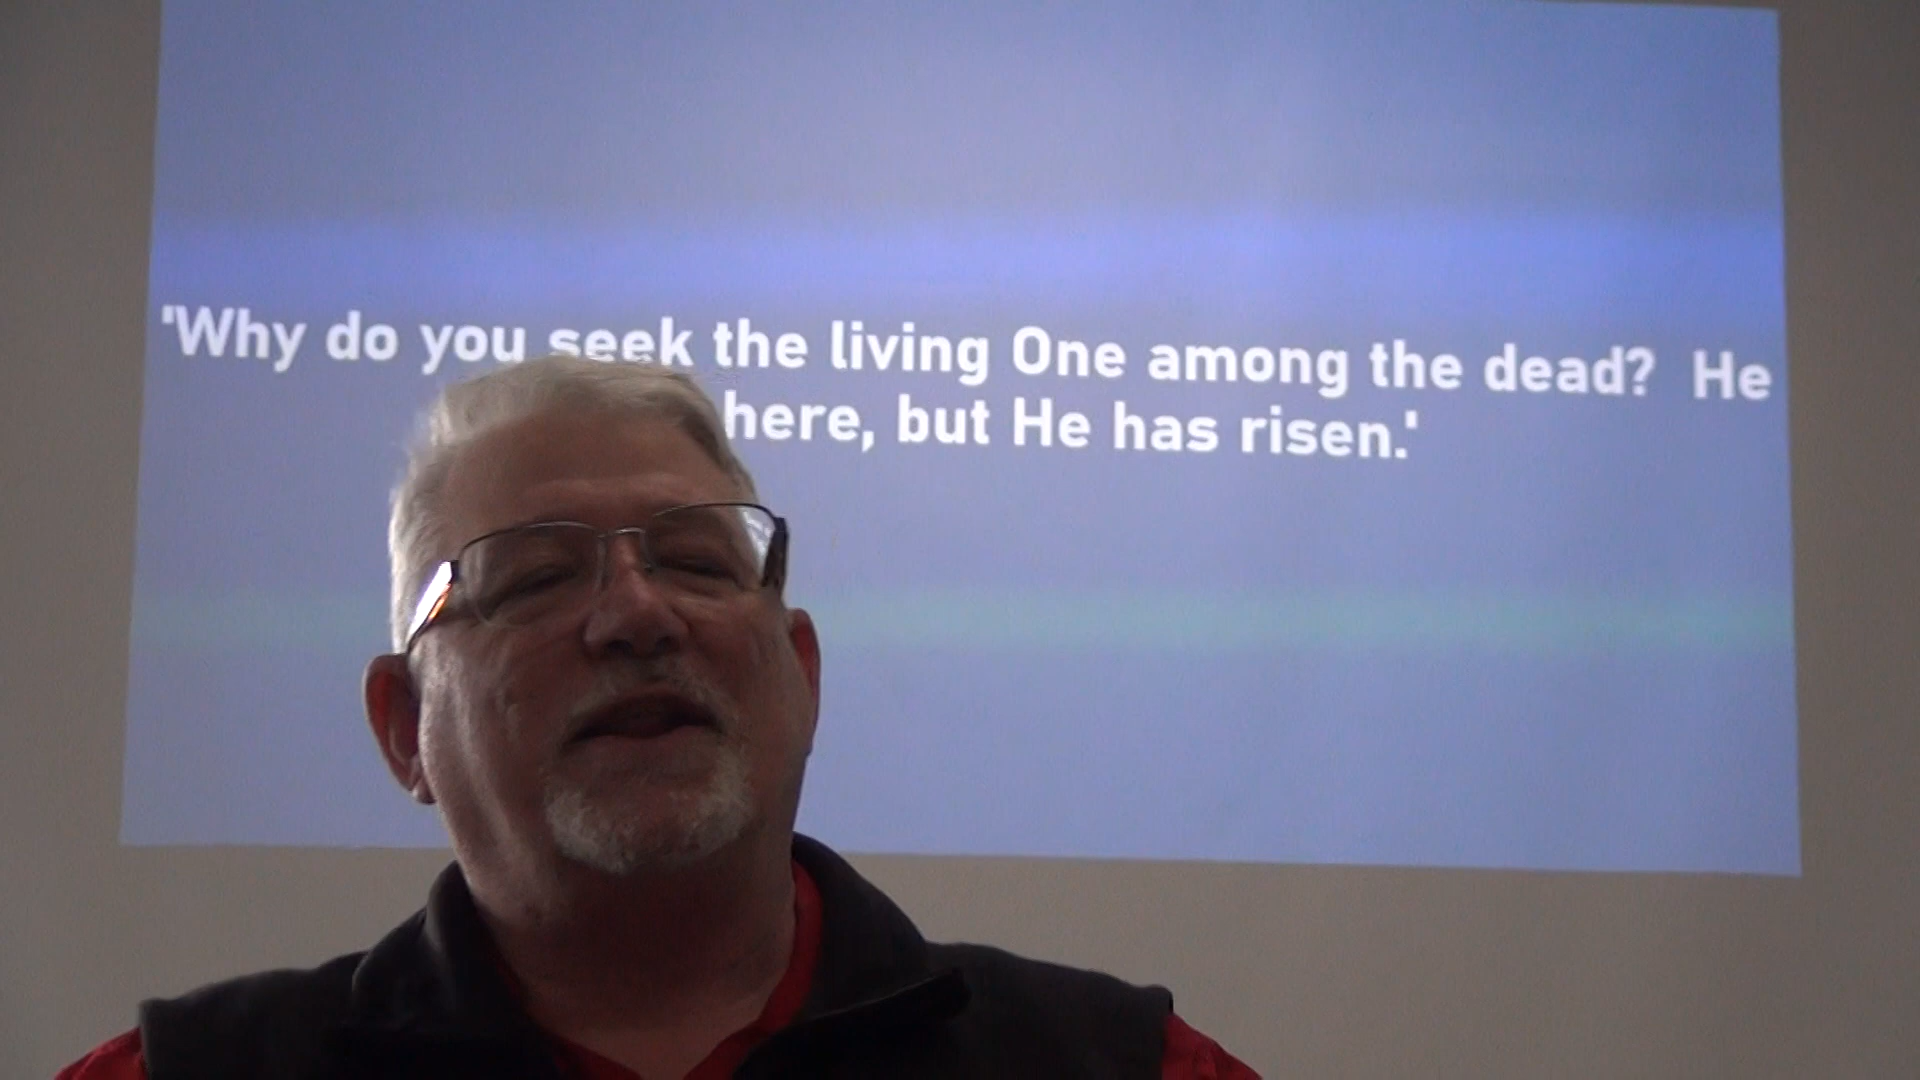 'Why do you seek the living One among the dead? He
here, but He has risen.'